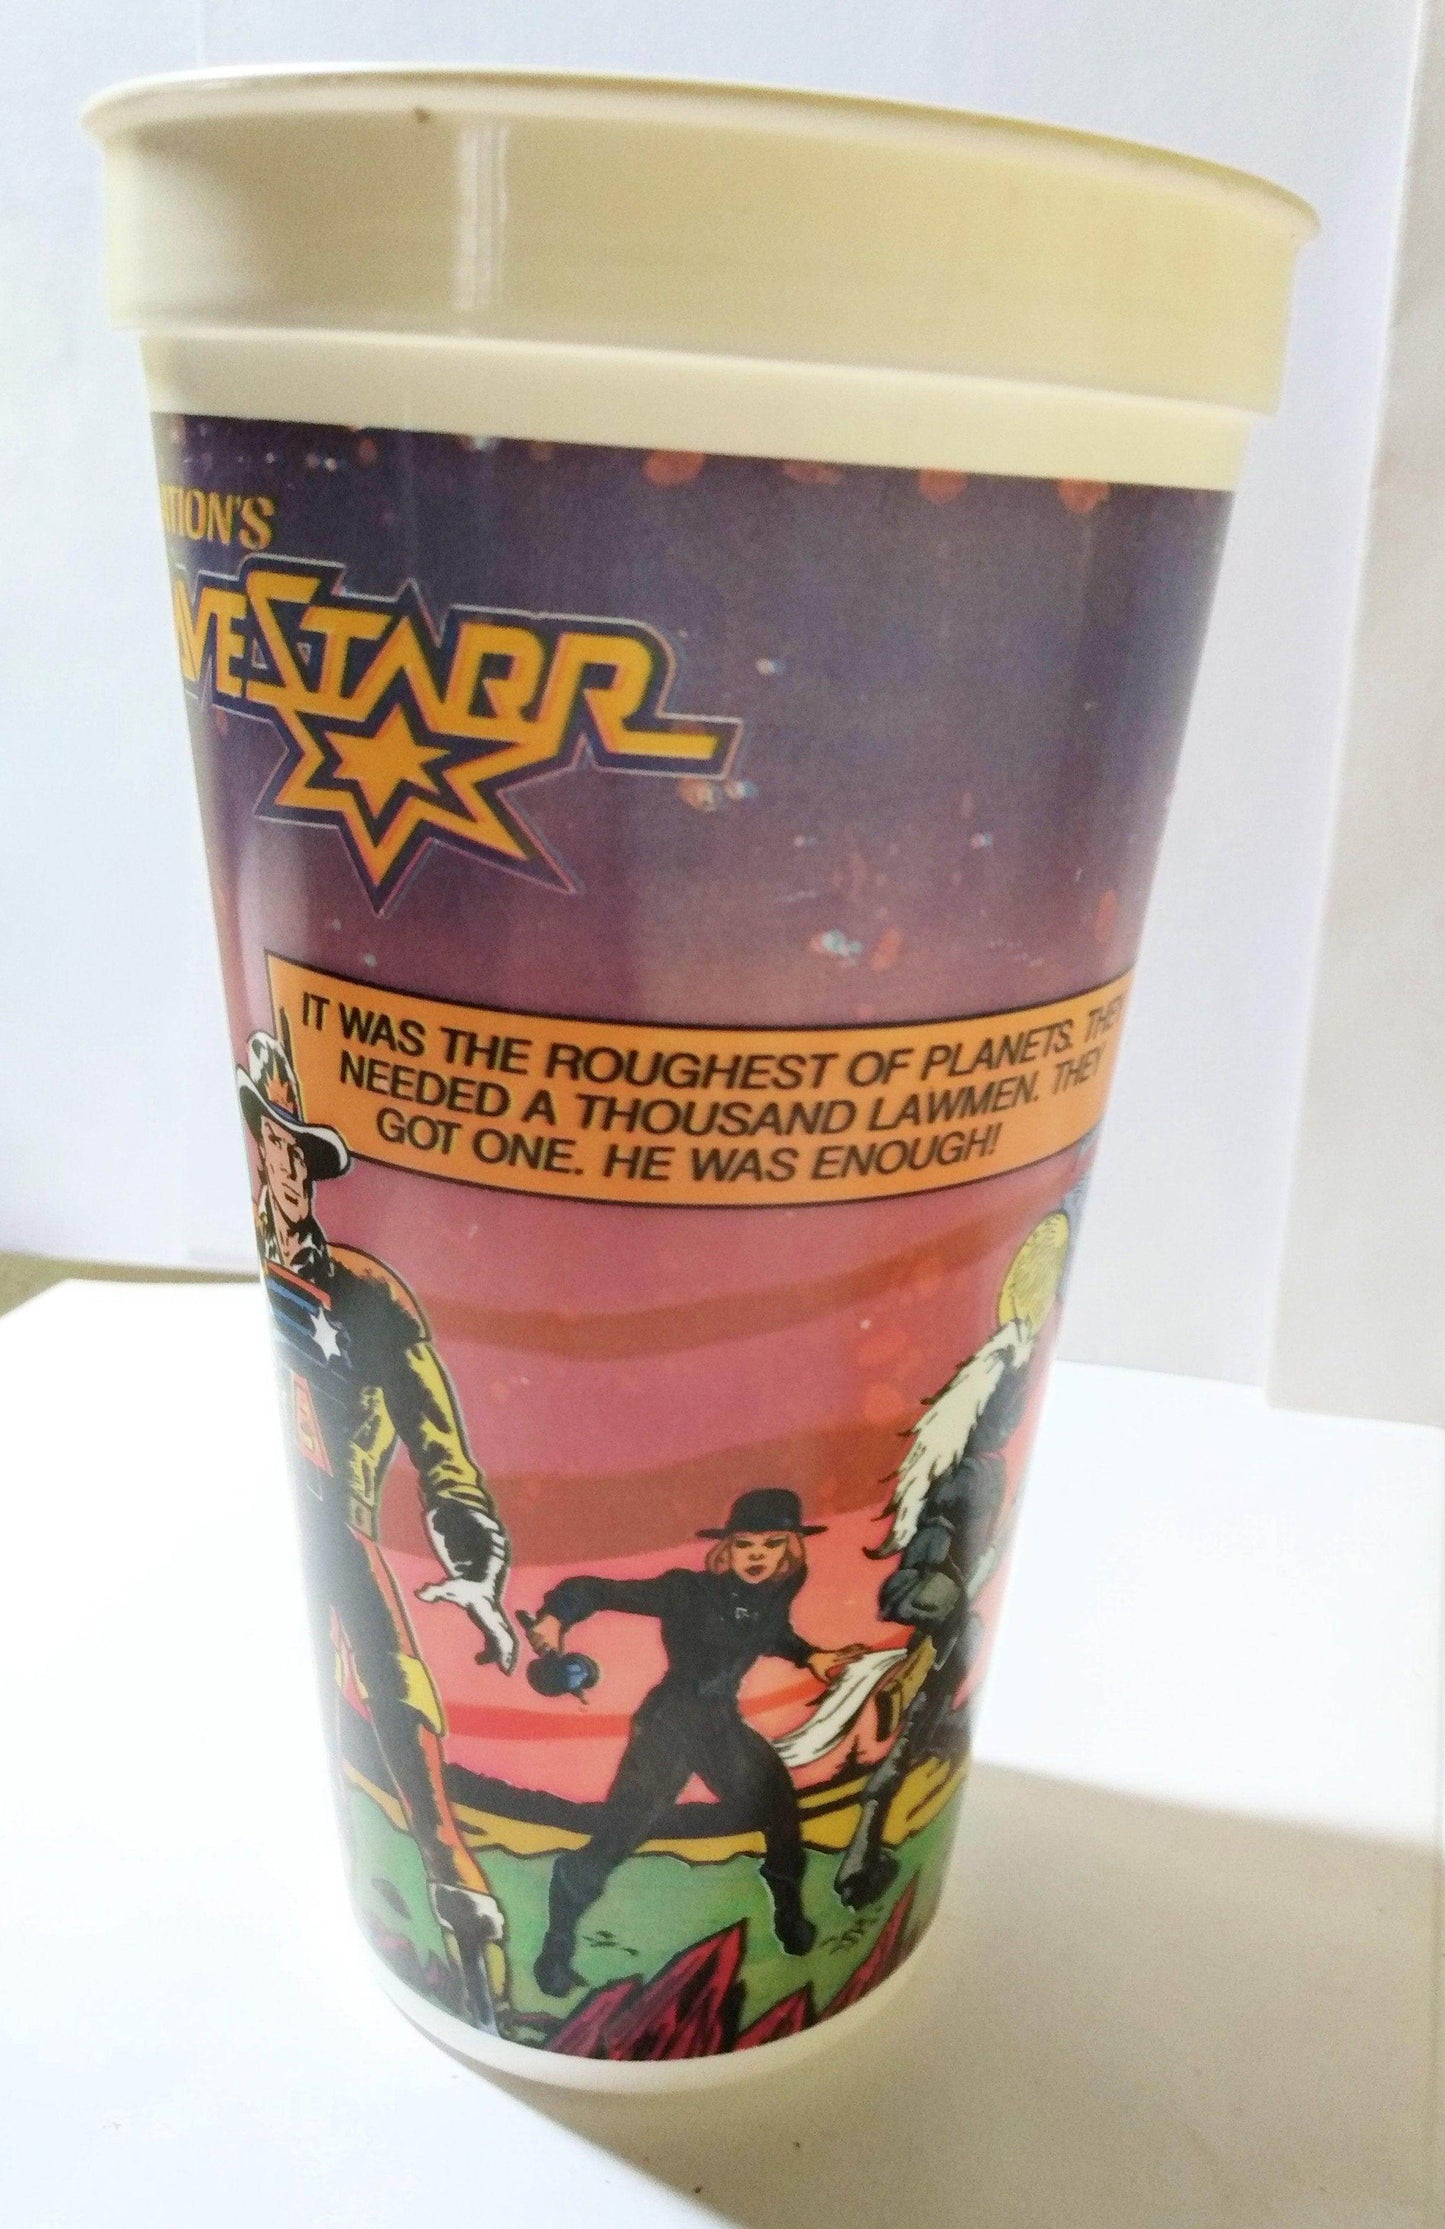 TION'S
VESTARR
IT WAS THE ROUGHEST OF PLANETS. THEY
NEEDED A THOUSAND LAWMEN. THEY
GOT ONE. HE WAS ENOUGH!